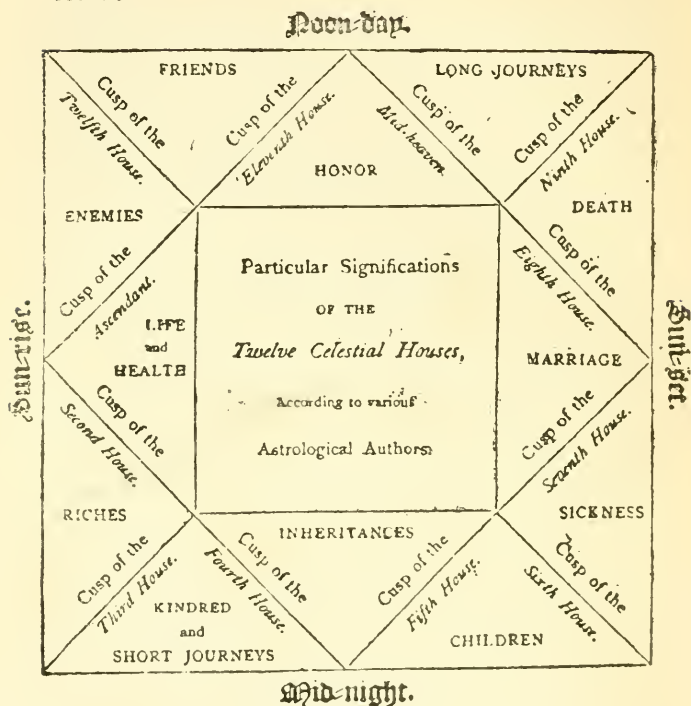 Noon-day.
FRIENDS
LONG JOURNEYS
Cusp of the
Twelfth House.
Cusp of the
Eleventh House.
Cusp of the
Mid-heaven.
Cusp of the
Ninth House.
HONOR
ENEMIES
DEATH
Cusp of the
Ascendant.
Cusp of the
Eighth House.
Particular Significations
OF THE
Twelve Celestial Houses,
According to various
Astrological Authors
Sun-rise.
LIFE
and
HEALTH
MARRIAGE
Sun-set.
Cusp of the
Second House.
Cusp of the
Seventh House.
RICHES
SICKNESS
INHERITANCES
Cusp of the
Third House.
Cusp of the
Fourth House.
Cusp of the
Fifth House.
Cusp of the
Sixth House.
KINDRED
and
SHORT JOURNEYS
CHILDREN
Mid-night.